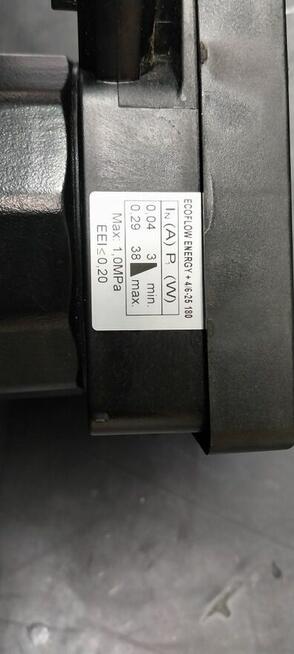 ECOFLOW ENERGY + 4/6-25 180
IN (A) P, (W)
0.04 3 min.
0.29 38 max.
Max. 1,0MPa
EEI≤0,20